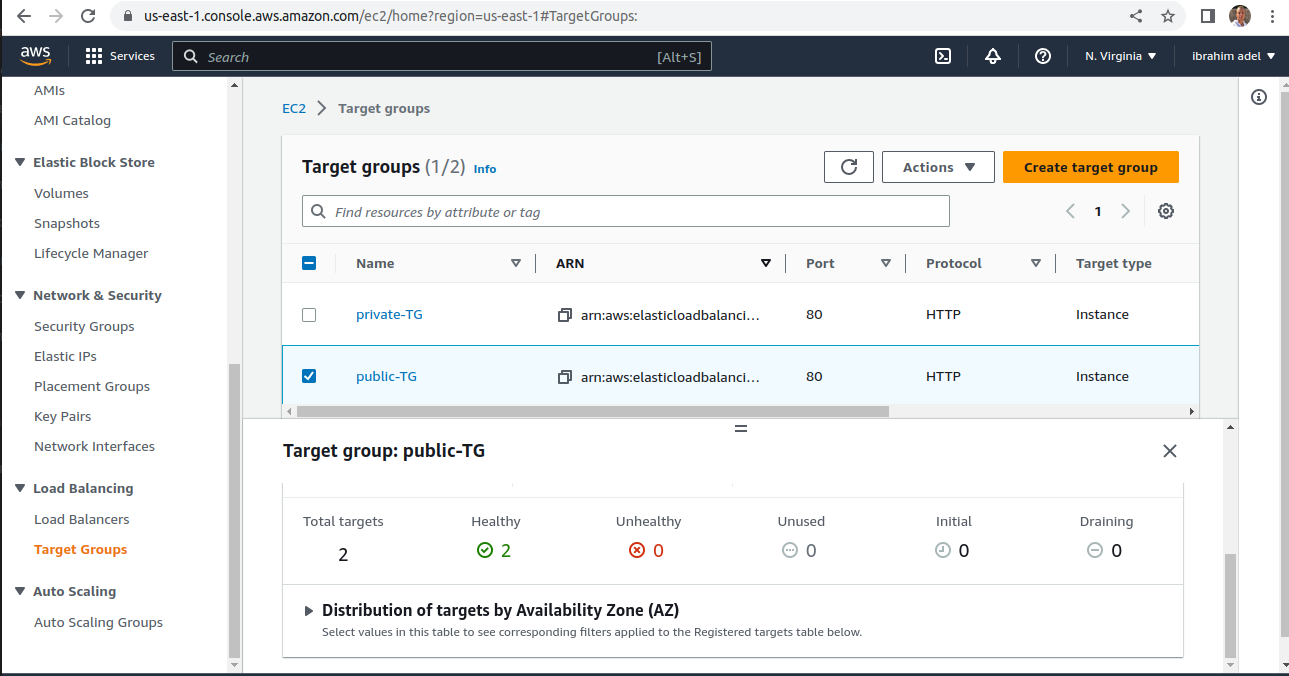 us-east-1.console.aws.amazon.com/ec2/home?region=us-east-1#TargetGroups:
aws Services Search [Alt+S] N. Virginia ibrahim adel
AMIs
AMI Catalog
Elastic Block Store
Volumes
Snapshots
Lifecycle Manager
Network & Security
Security Groups
Elastic IPs
Placement Groups
Key Pairs
Network Interfaces
Load Balancing
Load Balancers
Target Groups
Auto Scaling
Auto Scaling Groups
EC2 > Target groups
Target groups (1/2) Info Actions Create target group
Find resources by attribute or tag 1
Name ARN Port Protocol Target type
private-TG arn:aws:elasticloadbalanci... 80 HTTP Instance
public-TG arn:aws:elasticloadbalanci... 80 HTTP Instance
Target group: public-TG
Total targets Healthy Unhealthy Unused Initial Draining
2 2 0 0 0 0
Distribution of targets by Availability Zone (AZ)
Select values in this table to see corresponding filters applied to the Registered targets table below.